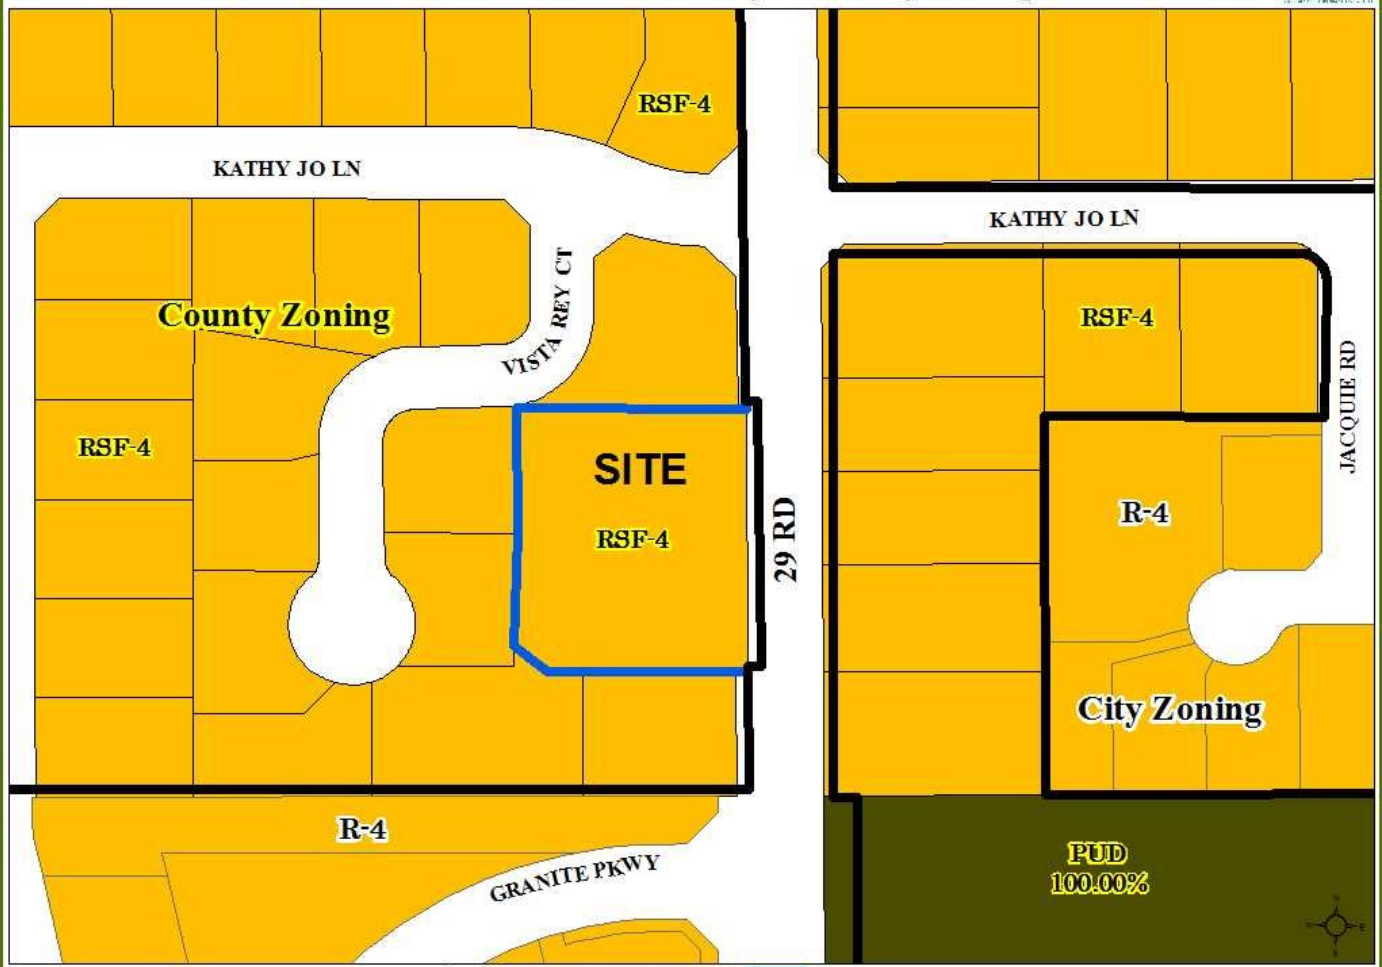 RSF-4
KATHY JO LN
KATHY JO LN
VISTA REY CT
County Zoning
RSF-4
JACQUIE RD
RSF-4
SITE
RSF-4
29 RD
R-4
City Zoning
R-4
GRANITE PKWY
PUD
100.00%
E